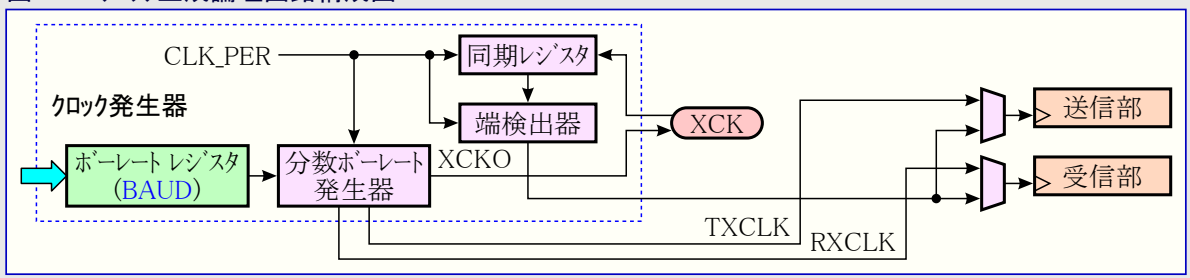 CLK_PER
同期レジスタ
クロック発生器
端検出器
XCK
送信部
ボーレート レジスタ
(BAUD)
分数ボーレート
発生器
XCKO
受信部
TXCLK
RXCLK